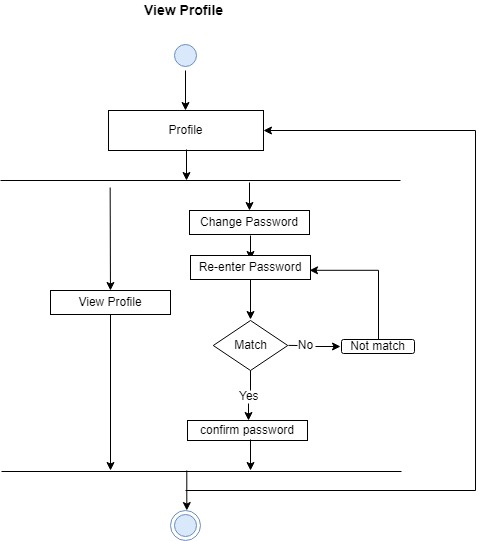 View Profile
Profile
Change Password
Re-enter Password
View Profile
Match
No
Not match
Yes
confirm password